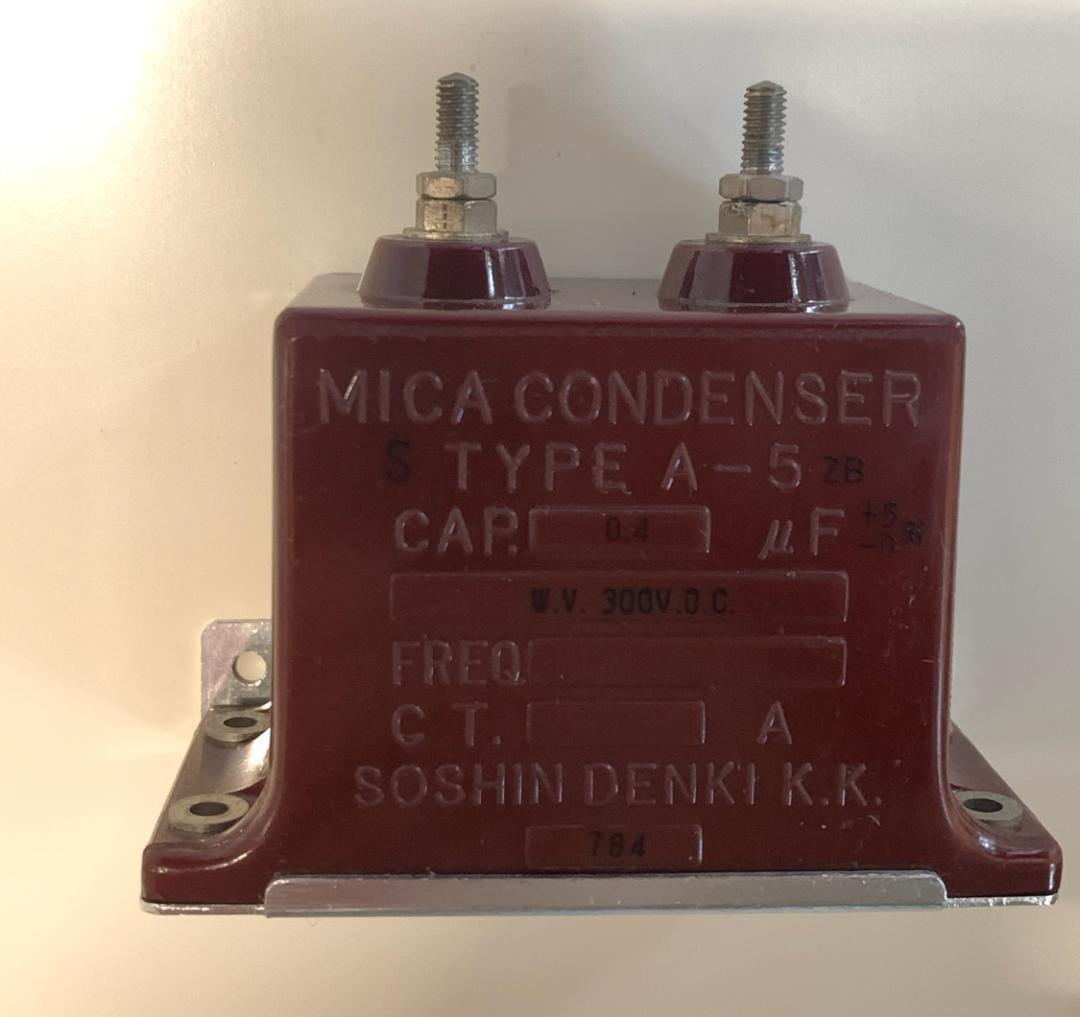 MICA CONDENSER
S TYPE A-5 ZB
CAP. 0.4 μF +5 -0 %
W.V. 300V.D.C.
FREQ
C T. A
SOSHIN DENKI K.K.
784